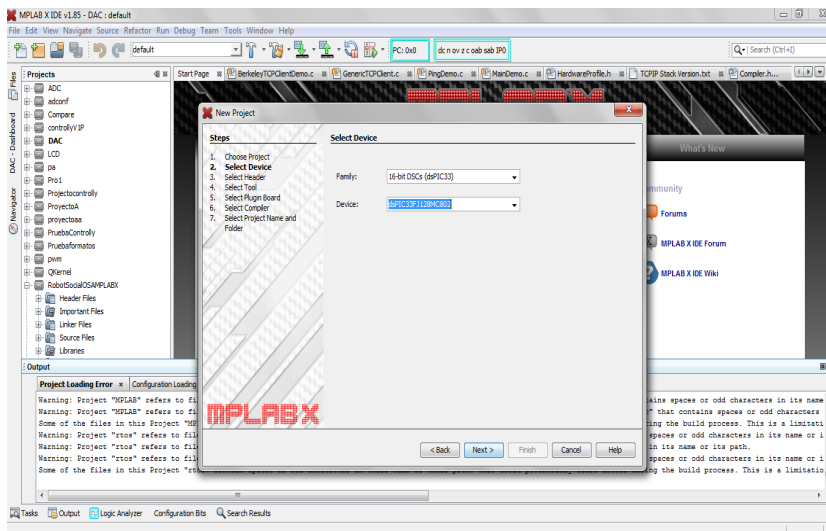 MPLAB X IDE v1.85 - DAC : default
File Edit View Navigate Source Refactor Run Debug Team Tools Window Help
default
PC: 0x0
dc n ov z c oab sab IP0
Search (Ctrl+I)
Files
Dashboard
DAC - Dashboard
Navigator
Projects
Start Page
BerkeleyTCPClientDemo.c
GenericTCPClient.c
PingDemo.c
MainDemo.c
HardwareProfile.h
TCPIP Stack Version.txt
Compiler.h...
ADC
adconf
Compare
controllyV1P
DAC
LCD
pa
Pro1
Projectocontrolly
ProyectoA
proyectoaa
PruebaControlly
Pruebaformatos
pwm
QKernel
RobotSocialOSAMPLABX
Header Files
Important Files
Linker Files
Source Files
Libraries
What's New
mmunity
Forums
MPLAB X IDE Forum
MPLAB X IDE Wiki
New Project
Steps
1. Choose Project
2. Select Device
3. Select Header
4. Select Tool
5. Select Plugin Board
6. Select Compiler
7. Select Project Name and
Folder
Select Device
Family: 16-bit DSCs (dsPIC33)
Device: dsPIC33FJ128MC802
MPLABX
< Back Next > Finish Cancel Help
Output
Project Loading Error
Configuration Loading
Warning: Project "MPLAB" refers to fi
ains spaces or odd characters in its name
Warning: Project "MPLAB" refers to fi
" that contains spaces or odd characters
Some of the files in this Project "MP
ing the build process. This is a limitati
Warning: Project "rtos" refers to fil
spaces or odd characters in its name or i
Warning: Project "rtos" refers to fil
in its name or its path.
Warning: Project "rtos" refers to fil
spaces or odd characters in its name or i
Some of the files in this Project "rto
ing the build process. This is a limitatio
Tasks Output Logic Analyzer Configuration Bits Search Results